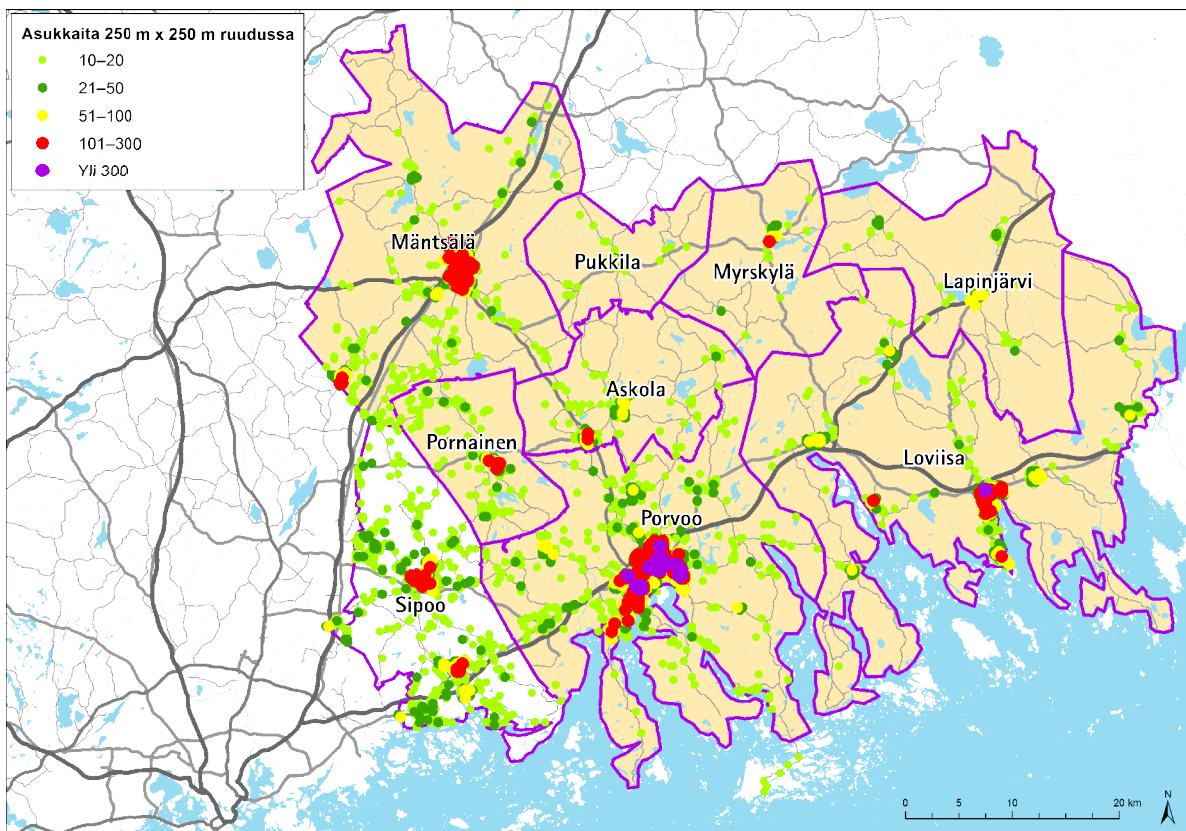 Asukkaita 250 m x 250 m ruudussa
10–20
21–50
51–100
101–300
Yli 300
Mäntsälä
Pukkila
Myrskylä
Lapinjärvi
Askola
Pornainen
Loviisa
Porvoo
Sipoo
N
0 5 10 20 km